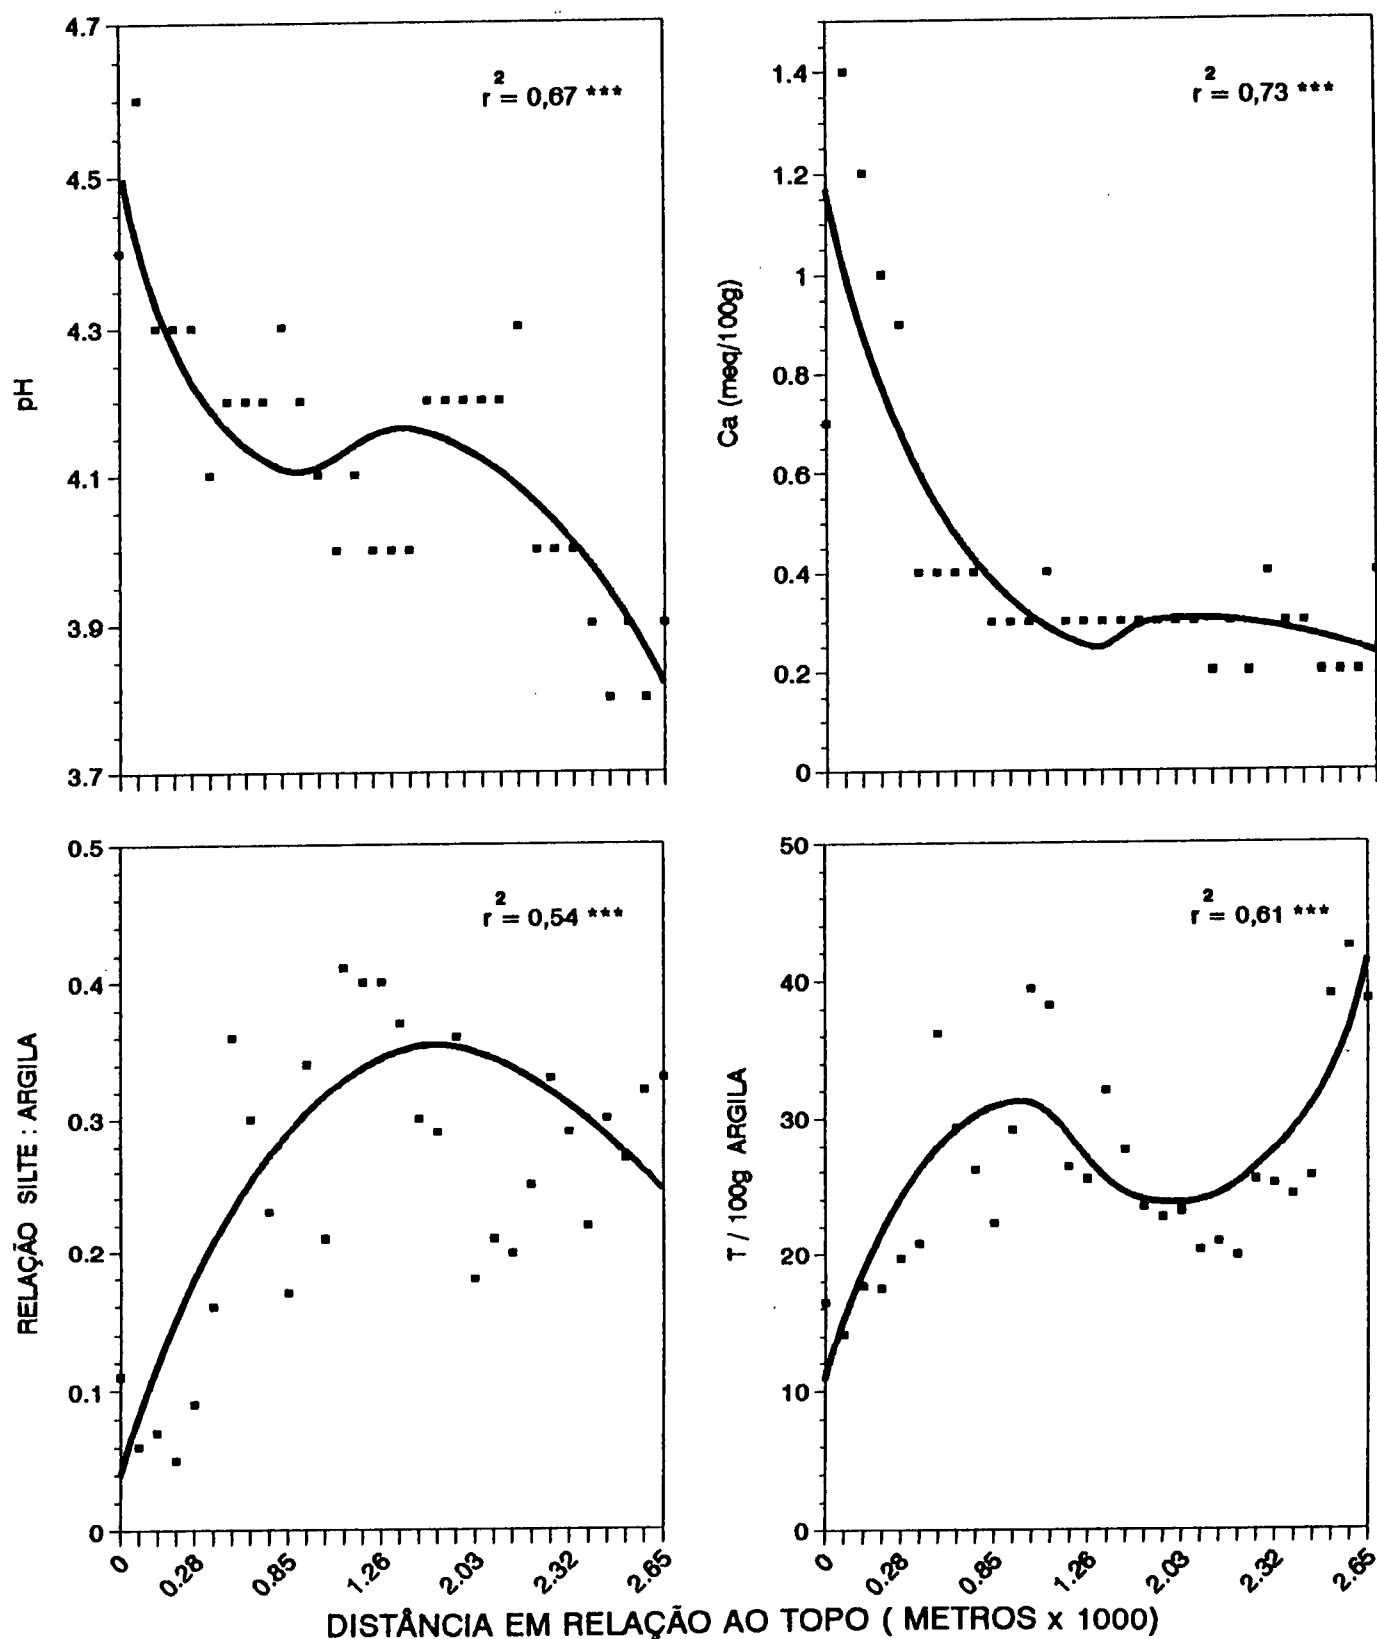 4.7
4.5
4.3
4.1
3.9
3.7
pH
r² = 0,67 ***
1.4
1.2
1
0.8
0.6
0.4
0.2
0
Ca (meq/100g)
r² = 0,73 ***
0.5
0.4
0.3
0.2
0.1
0
RELAÇÃO SILTE : ARGILA
r² = 0,54 ***
0 0.28 0.85 1.26 2.03 2.32 2.65
50
40
30
20
10
0
T / 100g ARGILA
r² = 0,61 ***
0 0.28 0.85 1.26 2.03 2.32 2.65
DISTÂNCIA EM RELAÇÃO AO TOPO ( METROS x 1000)